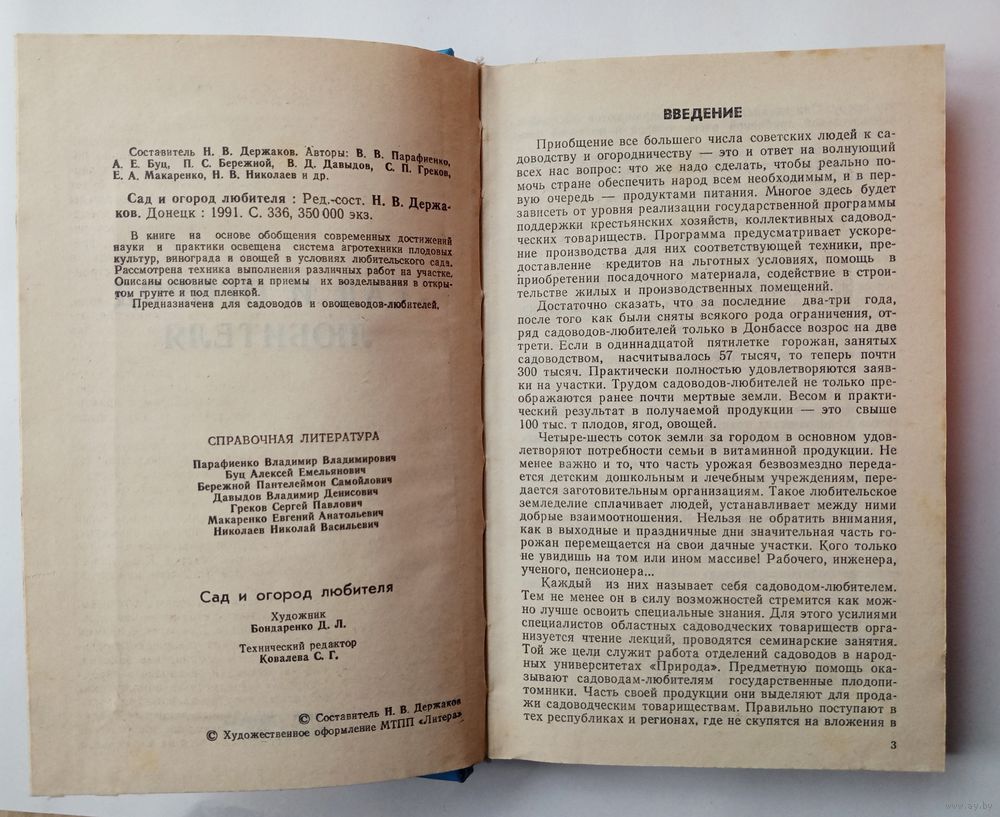 Составитель Н. В. Держаков. Авторы: В. В. Парафиенко,
А. Е. Буц, П. С. Бережной, В. Д. Давыдов, С. П. Греков,
Е. А. Макаренко, Н. В. Николаев и др.
Сад и огород любителя : Ред.-сост. Н. В. Держа-
ков. Донецк : 1991. С. 336, 350 000 экз.
В книге на основе обобщения современных достижений
науки и практики освещена система агротехники плодовых
культур, винограда и овощей в условиях любительского сада.
Рассмотрена техника выполнения различных работ на участке.
Описаны основные сорта и приемы их возделывания в откры-
том грунте и под пленкой.
Предназначена для садоводов и овощеводов-любителей.
СПРАВОЧНАЯ ЛИТЕРАТУРА
Парафиенко Владимир Владимирович
Буц Алексей Емельянович
Бережной Пантелеймон Самойлович
Давыдов Владимир Денисович
Греков Сергей Павлович
Макаренко Евгений Анатольевич
Николаев Николай Васильевич
Сад и огород любителя
Художник
Бондаренко Д. Л.
Технический редактор
Ковалева С. Г.
© Составитель Н. В. Держаков
© Художественное оформление МТПП «Литера»
ВВЕДЕНИЕ
Приобщение все большего числа советских людей к са-
доводству и огородничеству — это и ответ на волнующий
всех нас вопрос: что же надо сделать, чтобы реально по-
мочь стране обеспечить народ всем необходимым, и в пер-
вую очередь — продуктами питания. Многое здесь будет
зависеть от уровня реализации государственной программы
поддержки крестьянских хозяйств, коллективных садовод-
ческих товариществ. Программа предусматривает ускоре-
ние производства для них соответствующей техники, пре-
доставление кредитов на льготных условиях, помощь в
приобретении посадочного материала, содействие в строи-
тельстве жилых и производственных помещений.
Достаточно сказать, что за последние два-три года,
после того как были сняты всякого рода ограничения, от-
ряд садоводов-любителей только в Донбассе возрос на две
трети. Если в одиннадцатой пятилетке горожан, занятых
садоводством, насчитывалось 57 тысяч, то теперь почти
300 тысяч. Практически полностью удовлетворяются заяв-
ки на участки. Трудом садоводов-любителей не только пре-
ображаются ранее почти мертвые земли. Весом и практи-
ческий результат в получаемой продукции — это свыше
100 тыс. т плодов, ягод, овощей.
Четыре-шесть соток земли за городом в основном удов-
летворяют потребности семьи в витаминной продукции. Не
менее важно и то, что часть урожая безвозмездно переда-
ется детским дошкольным и лечебным учреждениям, пере-
дается заготовительным организациям. Такое любительское
земледелие сплачивает людей, устанавливает между ними
добрые взаимоотношения. Нельзя не обратить внимания,
как в выходные и праздничные дни значительная часть го-
рожан перемещается на свои дачные участки. Кого только
не увидишь на том или ином массиве! Рабочего, инженера,
ученого, пенсионера...
Каждый из них называет себя садоводом-любителем.
Тем не менее он в силу возможностей стремится как мож-
но лучше освоить специальные знания. Для этого усилиями
специалистов областных садоводческих товариществ орга-
низуется чтение лекций, проводятся семинарские занятия.
Той же цели служит работа отделений садоводов в народ-
ных университетах «Природа». Предметную помощь ока-
зывают садоводам-любителям государственные плодопи-
томники. Часть своей продукции они выделяют для прода-
жи садоводческим товариществам. Правильно поступают в
тех республиках и регионах, где не скупятся на вложения в
3
www.ay.by